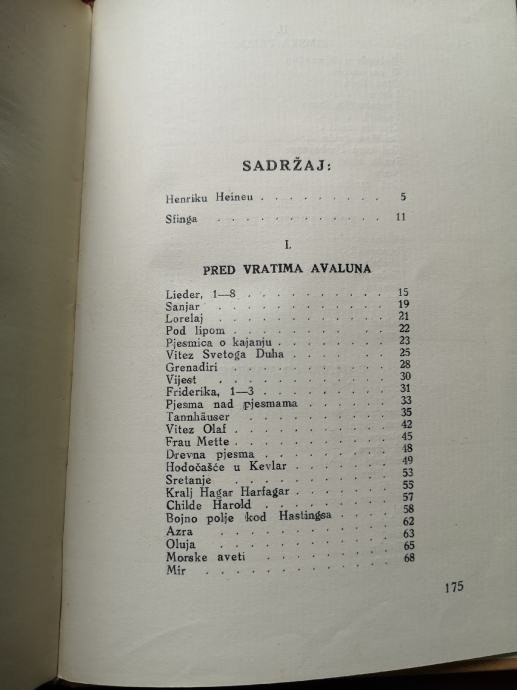 SADRŽAJ:
Henriku Heineu . . . . . . . . . 5
Sfinga . . . . . . . . . . . . 11
I.
PRED VRATIMA AVALUNA
Lieder, 1—8 . . . . . . . . . . 15
Sanjar . . . . . . . . . . . . 19
Lorelaj . . . . . . . . . . . . 21
Pod lipom . . . . . . . . . . . 22
Pjesmica o kajanju . . . . . . . 23
Vitez Svetoga Duha . . . . . . . 25
Grenadiri . . . . . . . . . . . 28
Vijest . . . . . . . . . . . . 30
Friderika, 1—3 . . . . . . . . . 31
Pjesma nad pjesmama . . . . . . 33
Tannhäuser . . . . . . . . . . 35
Vitez Olaf . . . . . . . . . . . 42
Frau Mette . . . . . . . . . . . 45
Drevna pjesma . . . . . . . . . 48
Hodočašće u Kevlar . . . . . . . 49
Sretanje . . . . . . . . . . . . 53
Kralj Hagar Harfagar . . . . . . 55
Childe Harold . . . . . . . . . 57
Bojno polje kod Hastingsa . . . . 58
Azra . . . . . . . . . . . . . 62
Oluja . . . . . . . . . . . . . 63
Morske aveti . . . . . . . . . . 65
Mir . . . . . . . . . . . . . . 68
175